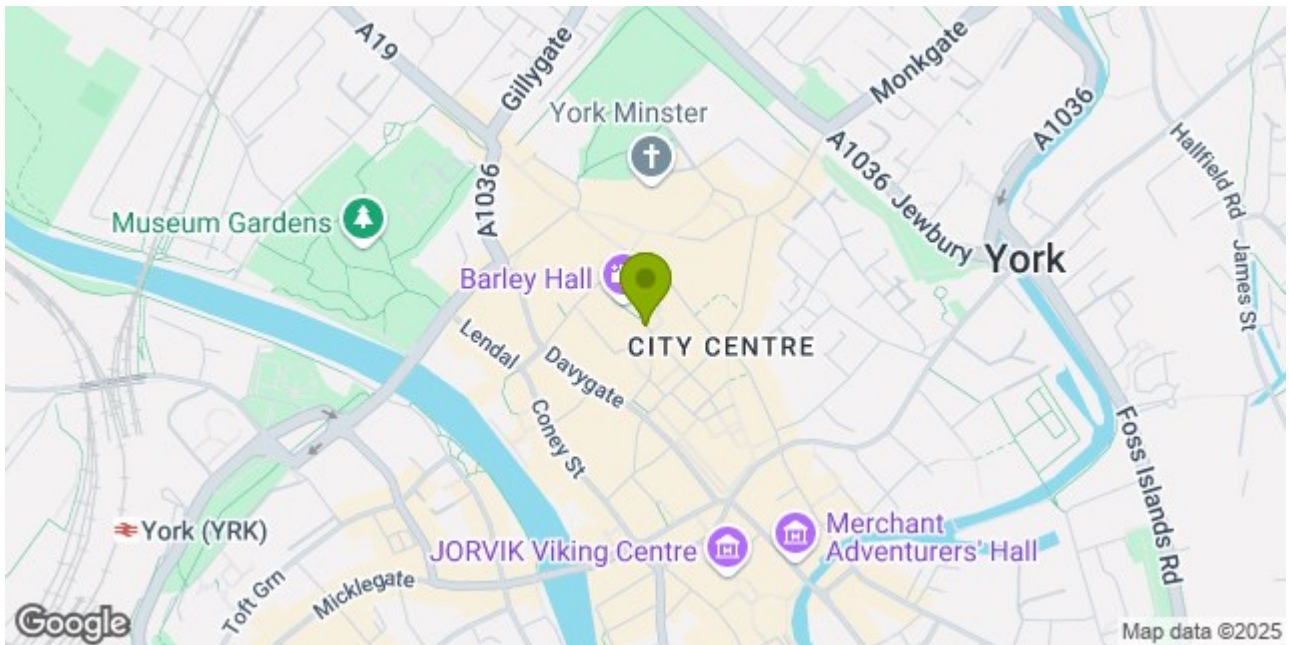 A19
Gillygate
Monkgate
A1036
York Minster
A1036 Jewbury
Hallfield Rd
James St
A1036
Museum Gardens
York
Barley Hall
CITY CENTRE
Lendal
Davygate
Coney St
Foss Islands Rd
York (YRK)
JORVIK Viking Centre
Merchant
Adventurers' Hall
Toft Grn
Micklegate
Google
Map data ©2025